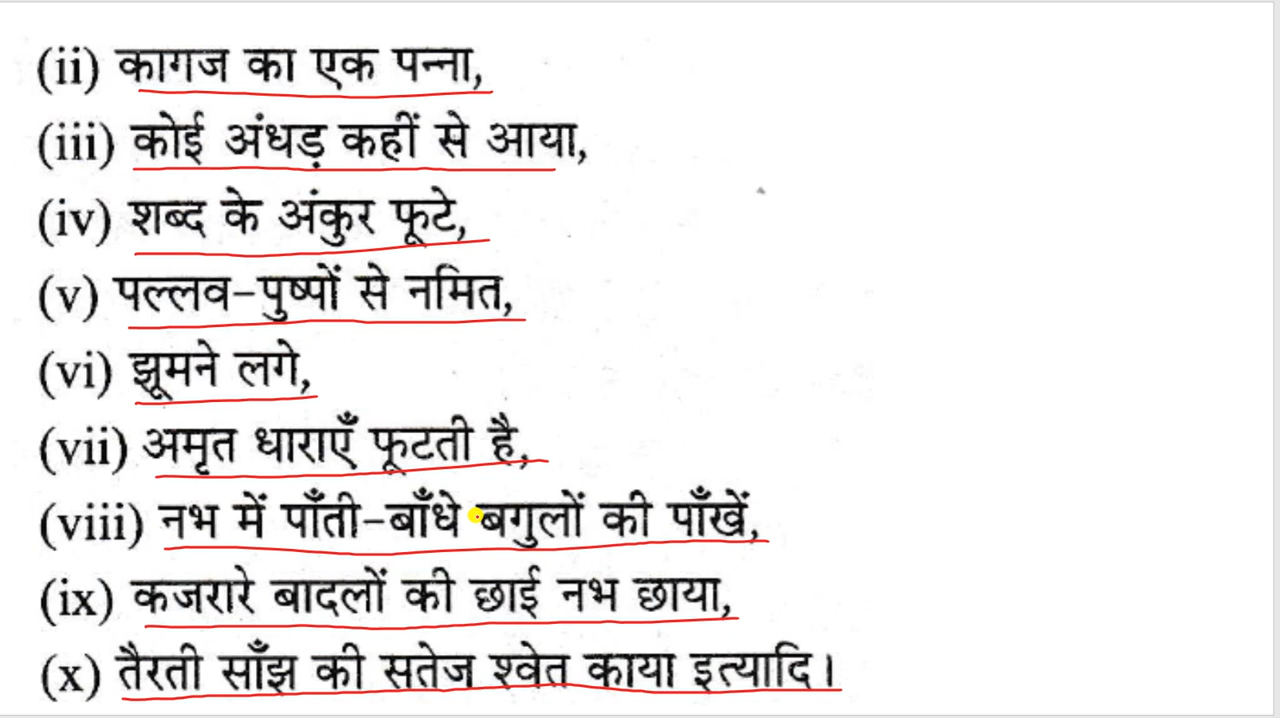 (ii) कागज का एक पन्ना,
(iii) कोई अंधड़ कहीं से आया,
(iv) शब्द के अंकुर फूटे,
(v) पल्लव-पुष्पों से नमित,
(vi) झूमने लगे,
(vii) अमृत धाराएँ फूटती है,
(viii) नभ में पाँती-बाँधे बगुलों की पाँखें,
(ix) कजरारे बादलों की छाई नभ छाया,
(x) तैरती साँझ की सतेज श्वेत काया इत्यादि।